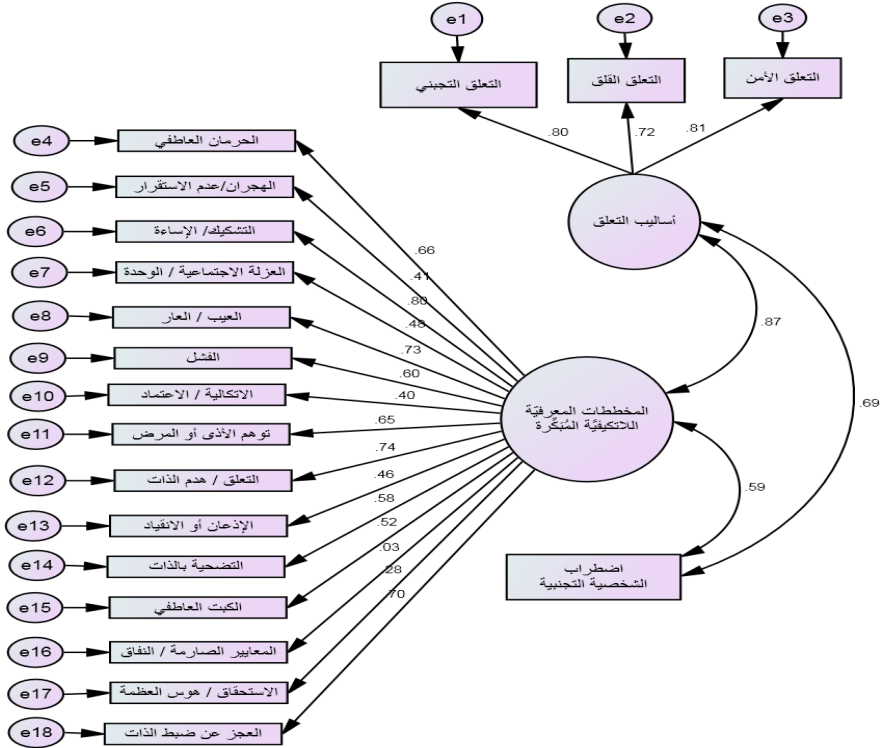 e1
e2
e3
التعلق التجبني
التعلق القلق
التعلق الأمن
.80
.72
.81
أساليب التعلق
e4
الحرمان العاطفي
e5
الهجران/عدم الاستقرار
e6
التشكيك/ الإساءة
e7
العزلة الاجتماعية / الوحدة
e8
العيب / العار
e9
الفشل
e10
الاتكالية / الاعتماد
e11
توهم الأذى أو المرض
e12
التعلق / هدم الذات
e13
الإذعان أو الانقياد
e14
التضحية بالذات
e15
الكبت العاطفي
e16
المعايير الصارمة / النفاق
e17
الاستحقاق / هوس العظمة
e18
العجز عن ضبط الذات
.66
.41
.80
.48
.73
.60
.40
.65
.74
.46
.58
.52
.03
.28
.70
المخططات المعرفيّة
اللاتكيفيَّة المُبَكِّرة
.87
.69
.59
اضطراب
الشخصية التجنبية